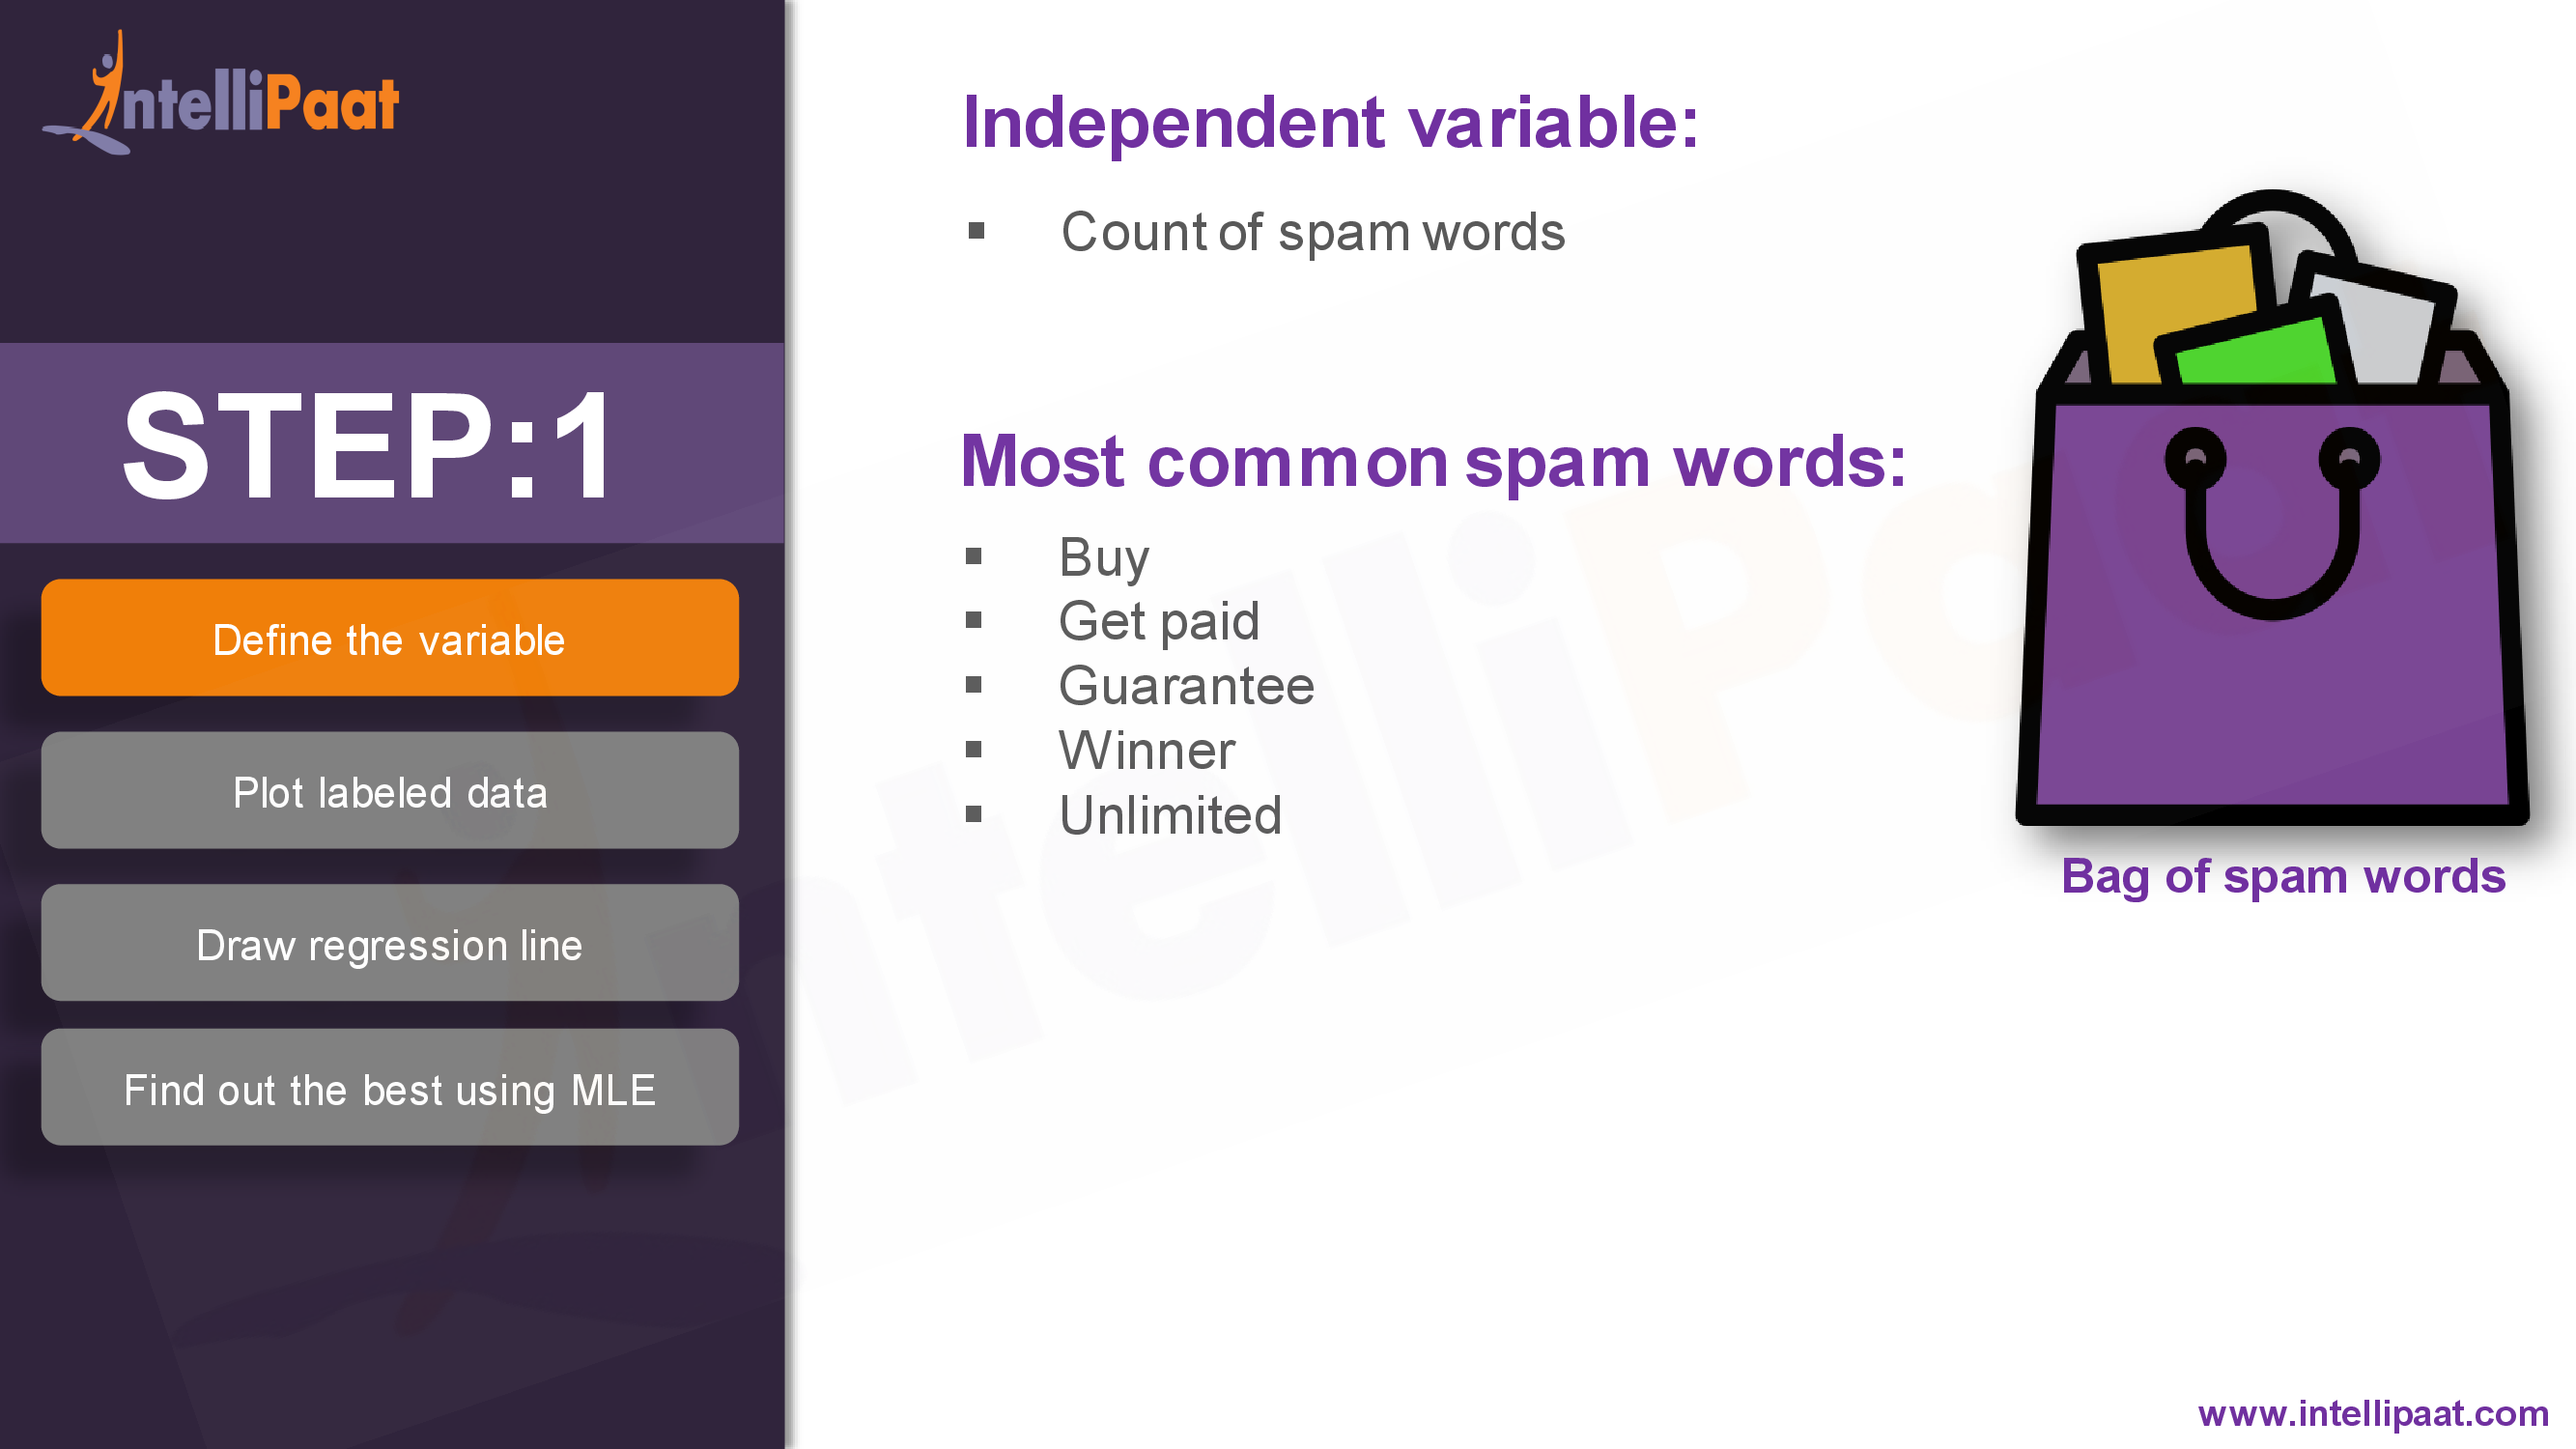 IntelliPaat
STEP:1
Define the variable
Plot labeled data
Draw regression line
Find out the best using MLE
Independent variable:
▪ Count of spam words
Most common spam words:
▪ Buy
▪ Get paid
▪ Guarantee
▪ Winner
▪ Unlimited
Bag of spam words
IntelliPaat
www.intellipaat.com